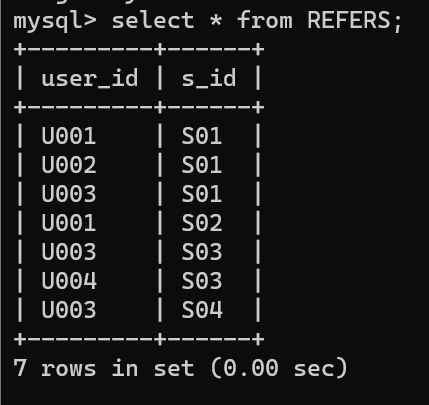 mysql> select * from REFERS;
+---------+------+
| user_id | s_id |
+---------+------+
| U001    | S01  |
| U002    | S01  |
| U003    | S01  |
| U001    | S02  |
| U003    | S03  |
| U004    | S03  |
| U003    | S04  |
+---------+------+
7 rows in set (0.00 sec)